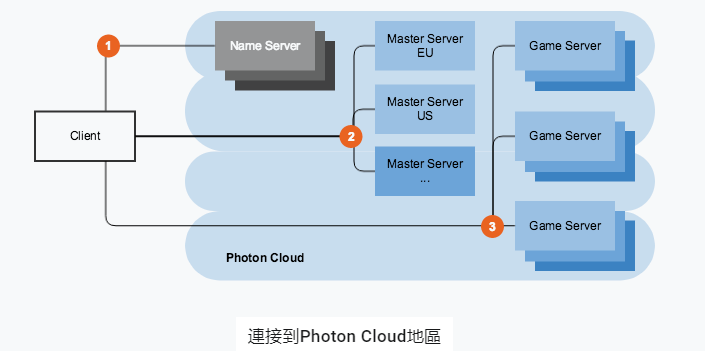 1
Name Server
Master Server
EU
Game Server
Master Server
US
Client
2
Game Server
Master Server
...
Game Server
3
Photon Cloud
連接到Photon Cloud地區